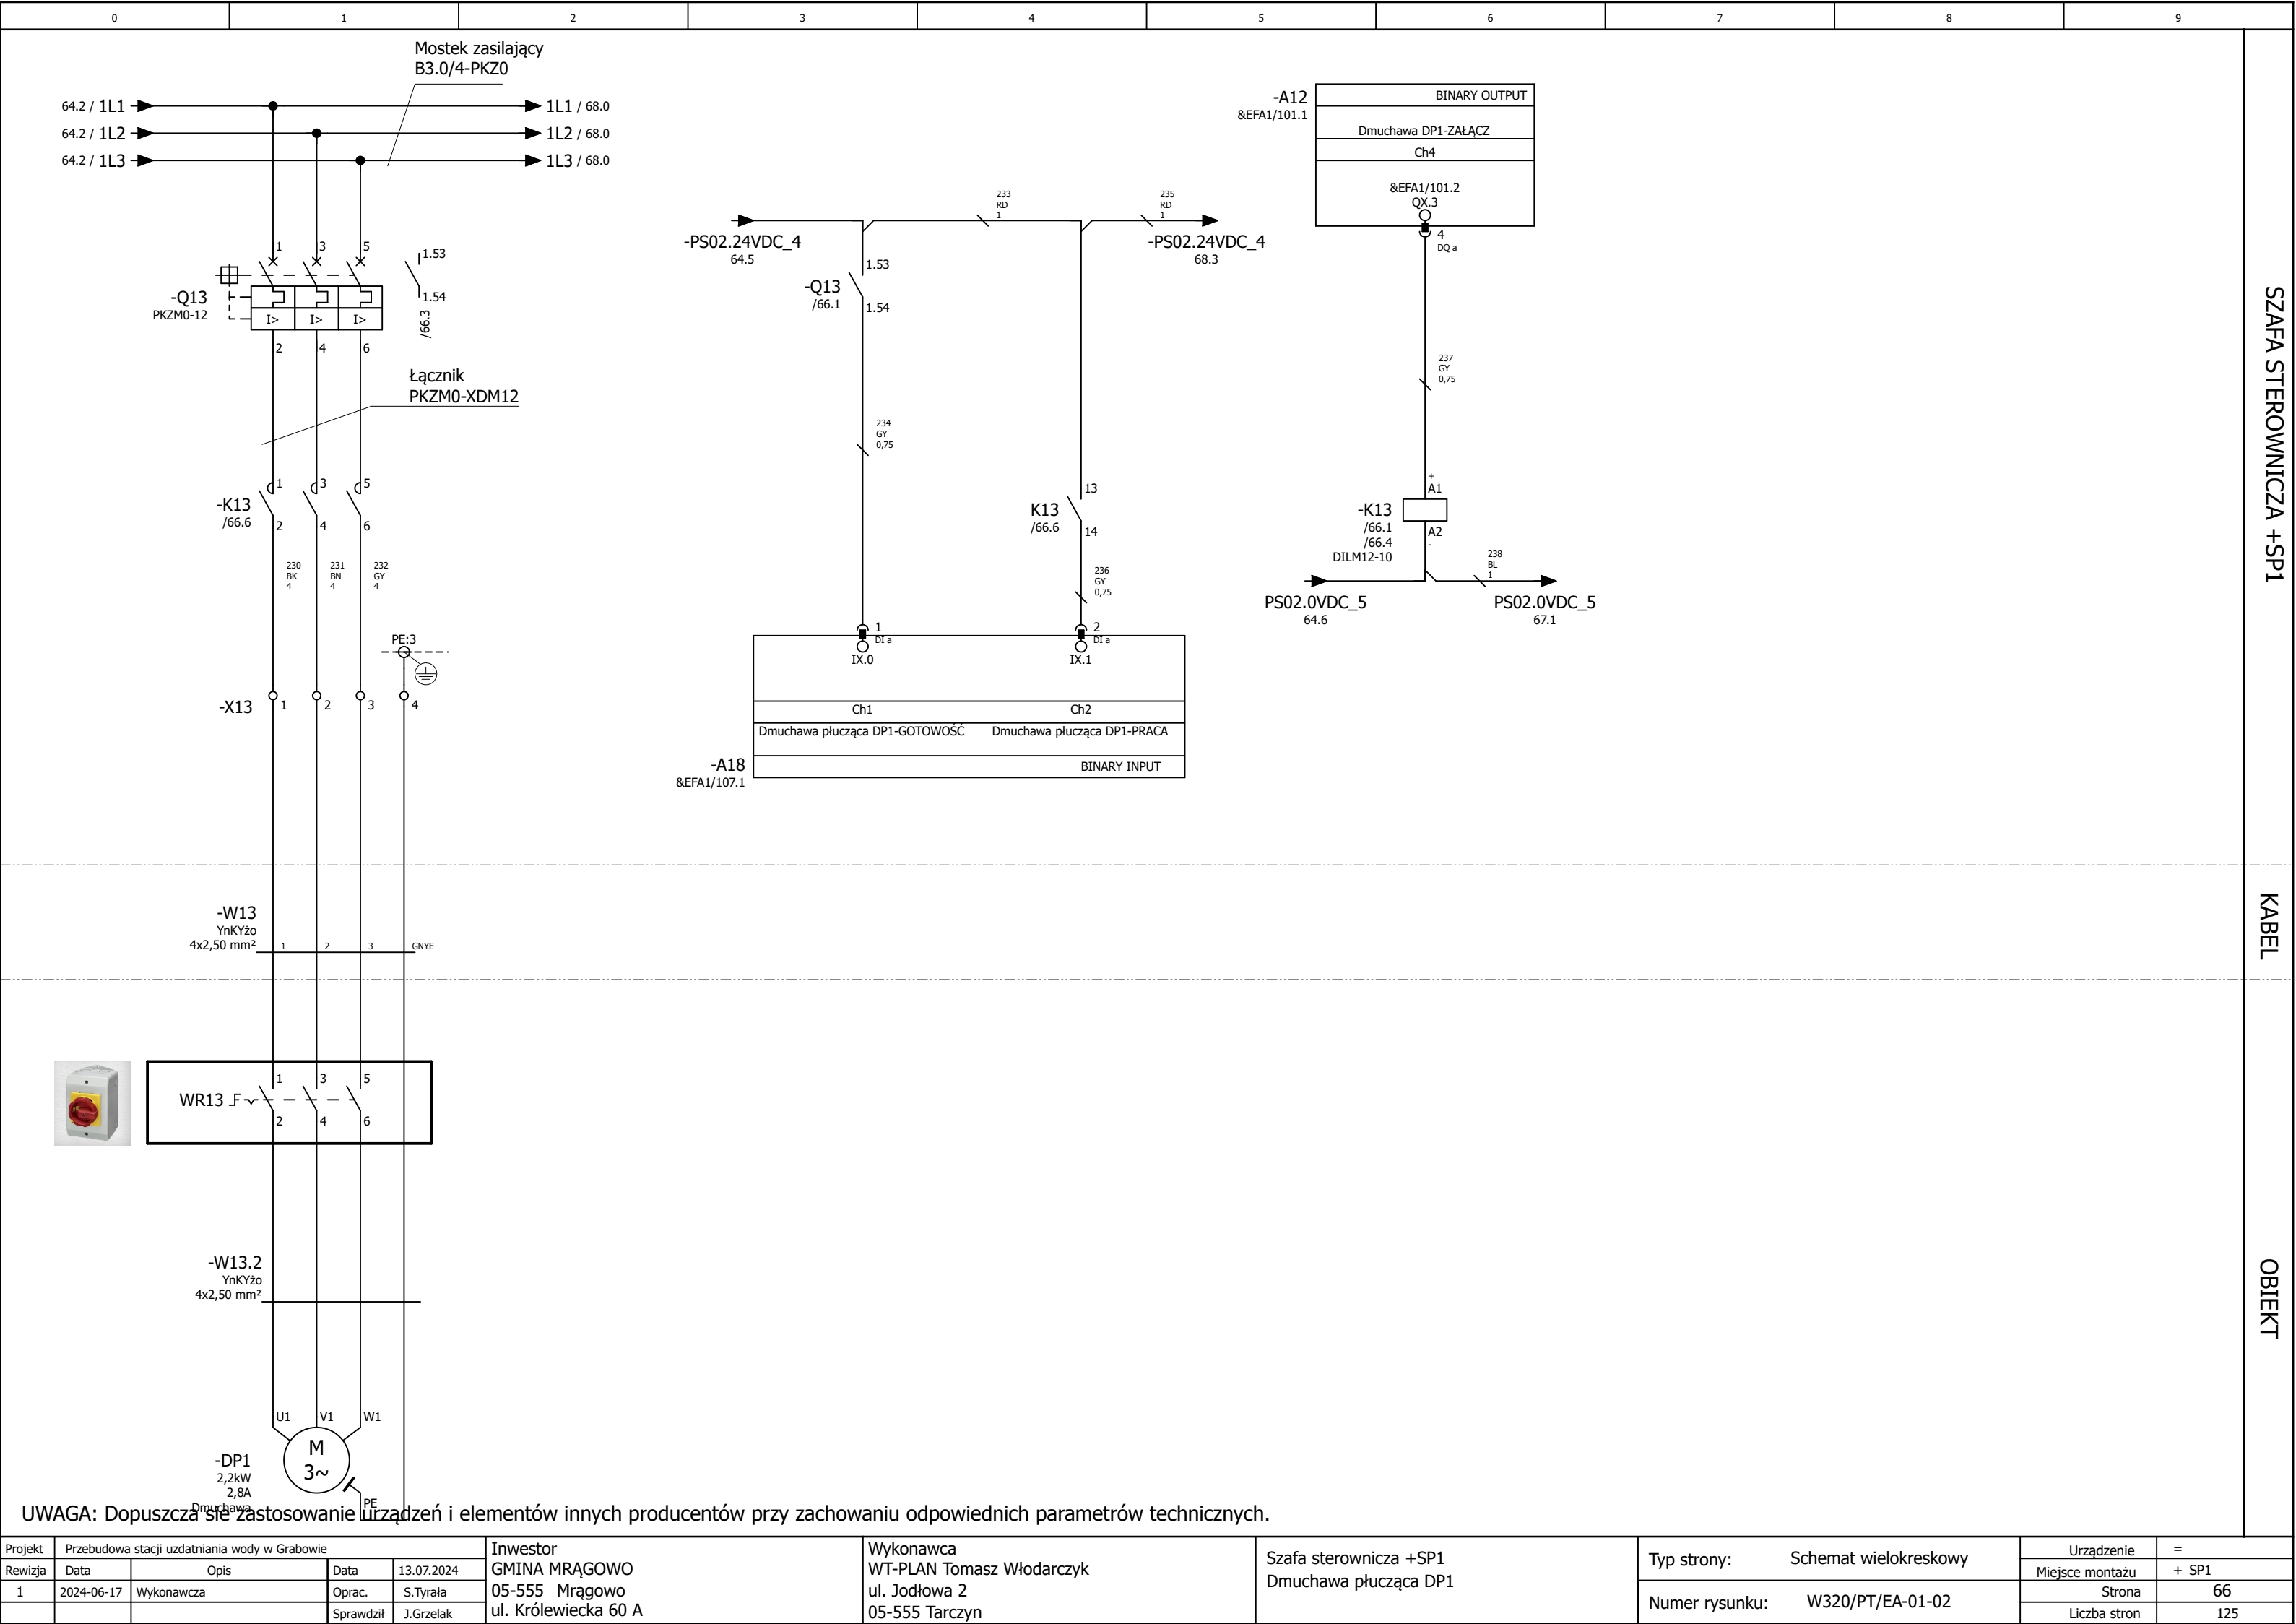 0 1 2 3 4 5 6 7 8 9
Mostek zasilający
B3.0/4-PKZ0
64.2 / 1L1
1L1 / 68.0
64.2 / 1L2
1L2 / 68.0
64.2 / 1L3
1L3 / 68.0
1 3 5
1.53
1.54
/66.3
-Q13
PKZM0-12
I> I> I>
2 4 6
Łącznik
PKZM0-XDM12
-K13
/66.6
1 3 5
2 4 6
230 231 232
BK BN GY
4 4 4
PE:3
-X13
1 2 3 4
-PS02.24VDC_4
64.5
233
RD
1
235
RD
1
-PS02.24VDC_4
68.3
-Q13
/66.1
1.53
1.54
234
GY
0,75
K13
/66.6
13
14
236
GY
0,75
1
DI a
2
DI a
IX.0
IX.1
Ch1
Ch2
Dmuchawa płucząca DP1-GOTOWOŚĆ
Dmuchawa płucząca DP1-PRACA
-A18
&EFA1/107.1
BINARY INPUT
-A12
&EFA1/101.1
BINARY OUTPUT
Dmuchawa DP1-ZAŁĄCZ
Ch4
&EFA1/101.2
QX.3
4
DQ a
237
GY
0,75
+
A1
-K13
/66.1
/66.4
DILM12-10
A2
-
238
BL
1
PS02.0VDC_5
64.6
PS02.0VDC_5
67.1
SZAFA STEROWNICZA +SP1
KABEL
OBIEKT
-W13
YnKYżo
4x2,50 mm²
1 2 3 GNYE
WR13
1 3 5
2 4 6
-W13.2
YnKYżo
4x2,50 mm²
U1 V1 W1
M
3~
-DP1
2,2kW
2,8A
Dmuchawa
PE
UWAGA: Dopuszcza sie zastosowanie urządzeń i elementów innych producentów przy zachowaniu odpowiednich parametrów technicznych.
Projekt Przebudowa stacji uzdatniania wody w Grabowie
Rewizja Data Opis Data 13.07.2024
1 2024-06-17 Wykonawcza Oprac. S.Tyrała
Sprawdził J.Grzelak
Inwestor
GMINA MRĄGOWO
05-555 Mrągowo
ul. Królewiecka 60 A
Wykonawca
WT-PLAN Tomasz Włodarczyk
ul. Jodłowa 2
05-555 Tarczyn
Szafa sterownicza +SP1
Dmuchawa płucząca DP1
Typ strony: Schemat wielokreskowy
Numer rysunku: W320/PT/EA-01-02
Urządzenie =
Miejsce montażu + SP1
Strona 66
Liczba stron 125